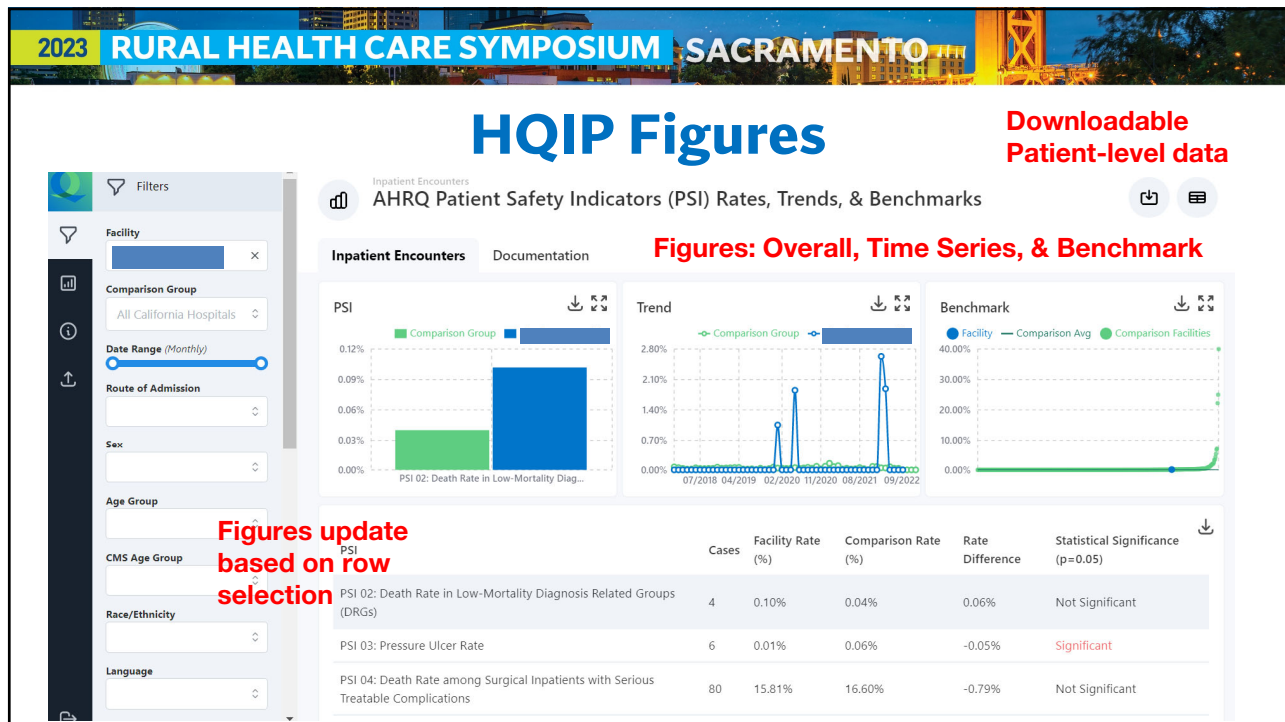 2023 RURAL HEALTH CARE SYMPOSIUM SACRAMENTO
HQIP Figures
Downloadable
Patient-level data
Filters
Facility
×
Comparison Group
All California Hospitals
Date Range (Monthly)
Route of Admission
Sex
Age Group
CMS Age Group
Race/Ethnicity
Language
Inpatient Encounters
AHRQ Patient Safety Indicators (PSI) Rates, Trends, & Benchmarks
Inpatient Encounters Documentation
Figures: Overall, Time Series, & Benchmark
PSI
Comparison Group
0.12%
0.09%
0.06%
0.03%
0.00%
PSI 02: Death Rate in Low-Mortality Diag...
Trend
Comparison Group
2.80%
2.10%
1.40%
0.70%
0.00%
07/2018 04/2019 02/2020 11/2020 08/2021 09/2022
Benchmark
Facility Comparison Avg Comparison Facilities
40.00%
30.00%
20.00%
10.00%
0.00%
Figures update
based on row
selection
PSI Cases Facility Rate (%) Comparison Rate (%) Rate Difference Statistical Significance (p=0.05)
PSI 02: Death Rate in Low-Mortality Diagnosis Related Groups
(DRGs) 4 0.10% 0.04% 0.06% Not Significant
PSI 03: Pressure Ulcer Rate 6 0.01% 0.06% -0.05% Significant
PSI 04: Death Rate among Surgical Inpatients with Serious
Treatable Complications 80 15.81% 16.60% -0.79% Not Significant